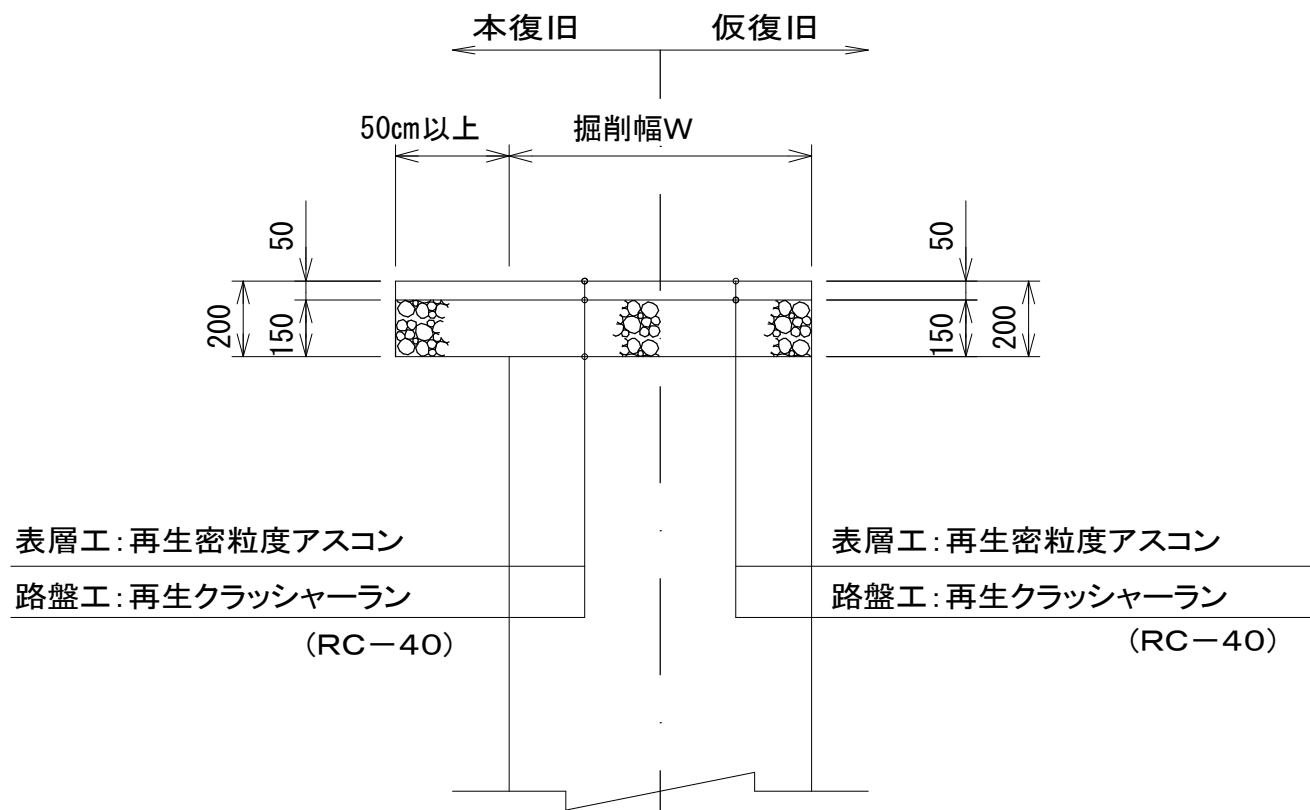 本復旧 仮復旧
50cm以上 掘削幅W
50 50
200 150 150 200
表層工：再生密粒度アスコン
路盤工：再生クラッシャーラン
（RC－40）
表層工：再生密粒度アスコン
路盤工：再生クラッシャーラン
（RC－40）